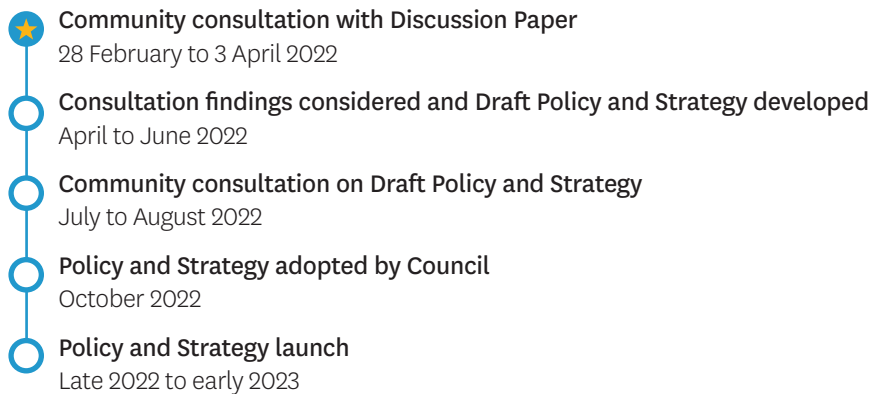 Community consultation with Discussion Paper
28 February to 3 April 2022
Consultation findings considered and Draft Policy and Strategy developed
April to June 2022
Community consultation on Draft Policy and Strategy
July to August 2022
Policy and Strategy adopted by Council
October 2022
Policy and Strategy launch
Late 2022 to early 2023